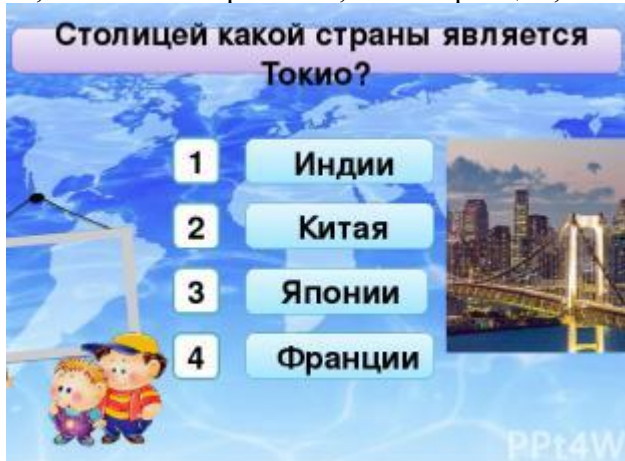 Столицей какой страны является
Токио?
1 Индии
2 Китая
3 Японии
4 Франции
PPt4W